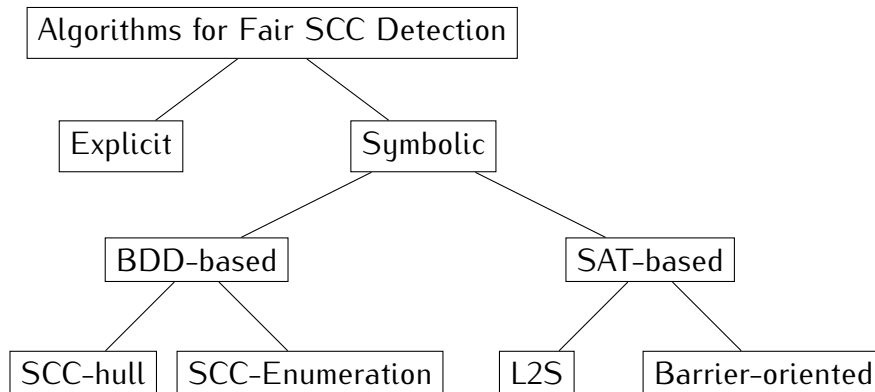 Algorithms for Fair SCC Detection
Explicit
Symbolic
BDD-based
SAT-based
SCC-hull
SCC-Enumeration
L2S
Barrier-oriented